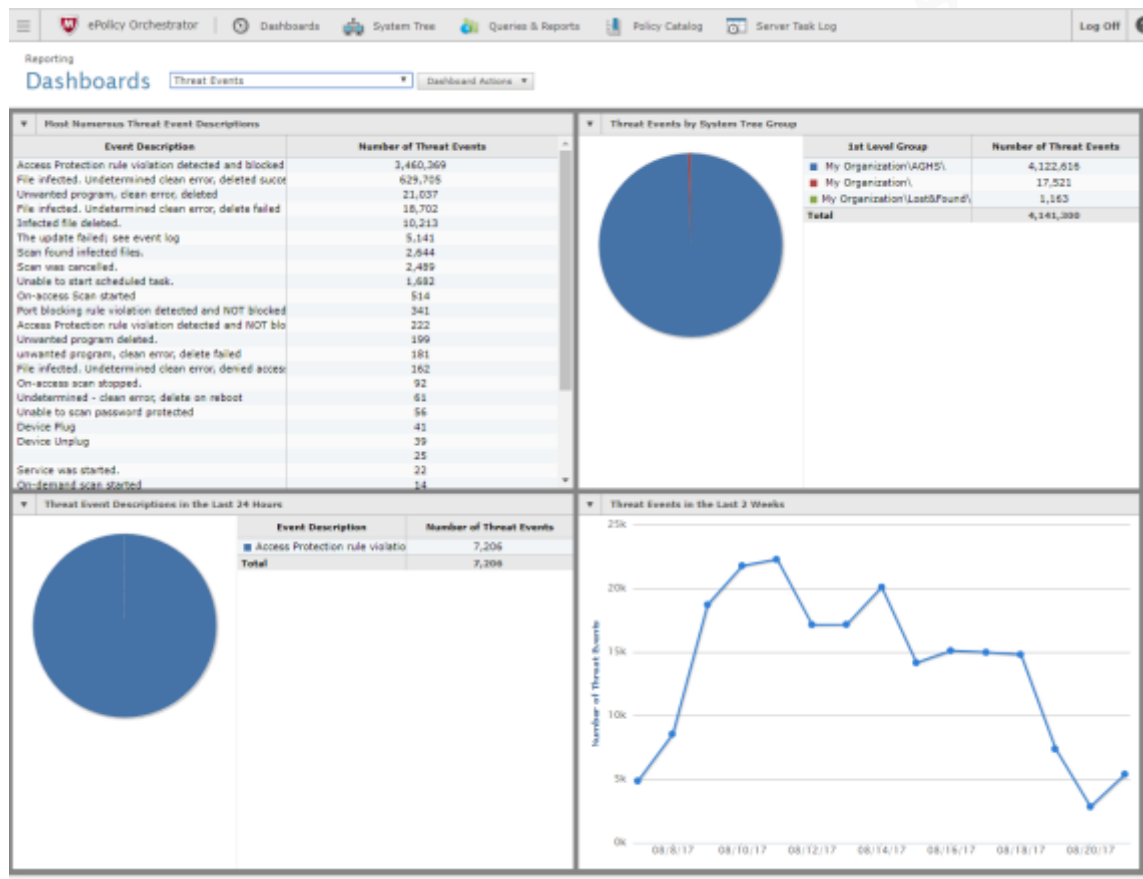 ePolicy Orchestrator Dashboards System Tree Queries & Reports Policy Catalog Server Task Log Log Off
Reporting
Dashboards Threat Events Dashboard Actions
Most Numerous Threat Event Descriptions
Event Description Number of Threat Events
Access Protection rule violation detected and blocked 3,460,369
File infected. Undetermined clean error, deleted succe 629,705
Unwanted program, clean error, deleted 21,037
File infected. Undetermined clean error, delete failed 18,702
Infected file deleted. 10,213
The update failed; see event log 5,141
Scan found infected files. 2,644
Scan was cancelled. 2,489
Unable to start scheduled task. 1,682
On-access Scan started 514
Port blocking rule violation detected and NOT blocked 341
Access Protection rule violation detected and NOT blo 222
Unwanted program deleted. 199
unwanted program, clean error, delete failed 181
File infected. Undetermined clean error, denied access 162
On-access scan stopped. 92
Undetermined - clean error, delete on reboot 61
Unable to scan password protected 56
Device Plug 41
Device Unplug 39
25
Service was started. 22
On-demand scan started 14
Threat Events by System Tree Group
1st Level Group Number of Threat Events
My Organization\AGHS\ 4,122,616
My Organization\ 17,521
My Organization\Lost&Found\ 1,163
Total 4,141,300
Threat Event Descriptions in the Last 24 Hours
Event Description Number of Threat Events
Access Protection rule violatio 7,206
Total 7,206
Threat Events in the Last 2 Weeks
Number of Threat Events
25k
20k
15k
10k
5k
0k
08/8/17 08/10/17 08/12/17 08/14/17 08/16/17 08/18/17 08/20/17